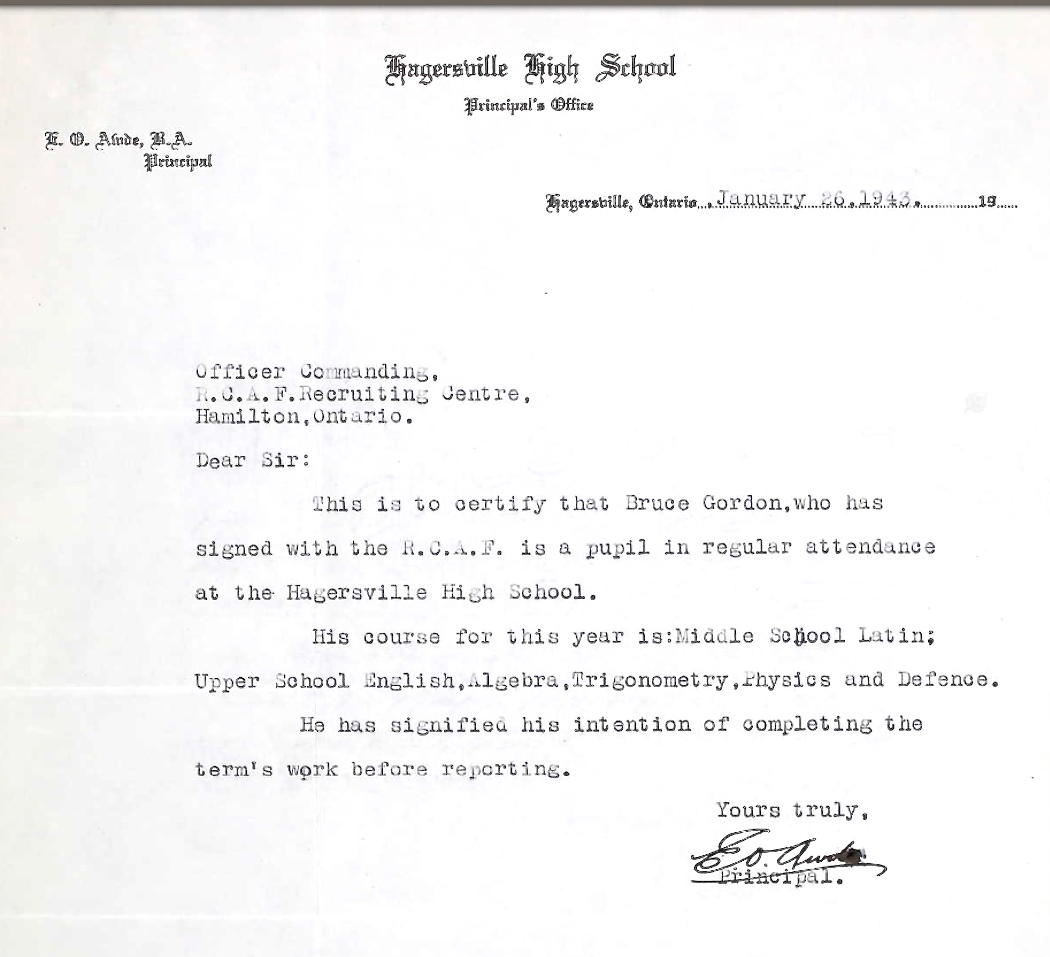 Hagersville High School
Principal's Office
E. O. Awde, B.A.
Principal
Hagersville, Ontario, January 26.1943. 19
Officer Commanding,
R.C.A.F.Recruiting Centre,
Hamilton,Ontario.
Dear Sir:
This is to certify that Bruce Gordon,who has
signed with the R.C.A.F. is a pupil in regular attendance
at the Hagersville High School.
His course for this year is:Middle School Latin;
Upper School English,Algebra,Trigonometry,Physics and Defence.
He has signified his intention of completing the
term's work before reporting.
Yours truly,
E.O. Awde
Principal.